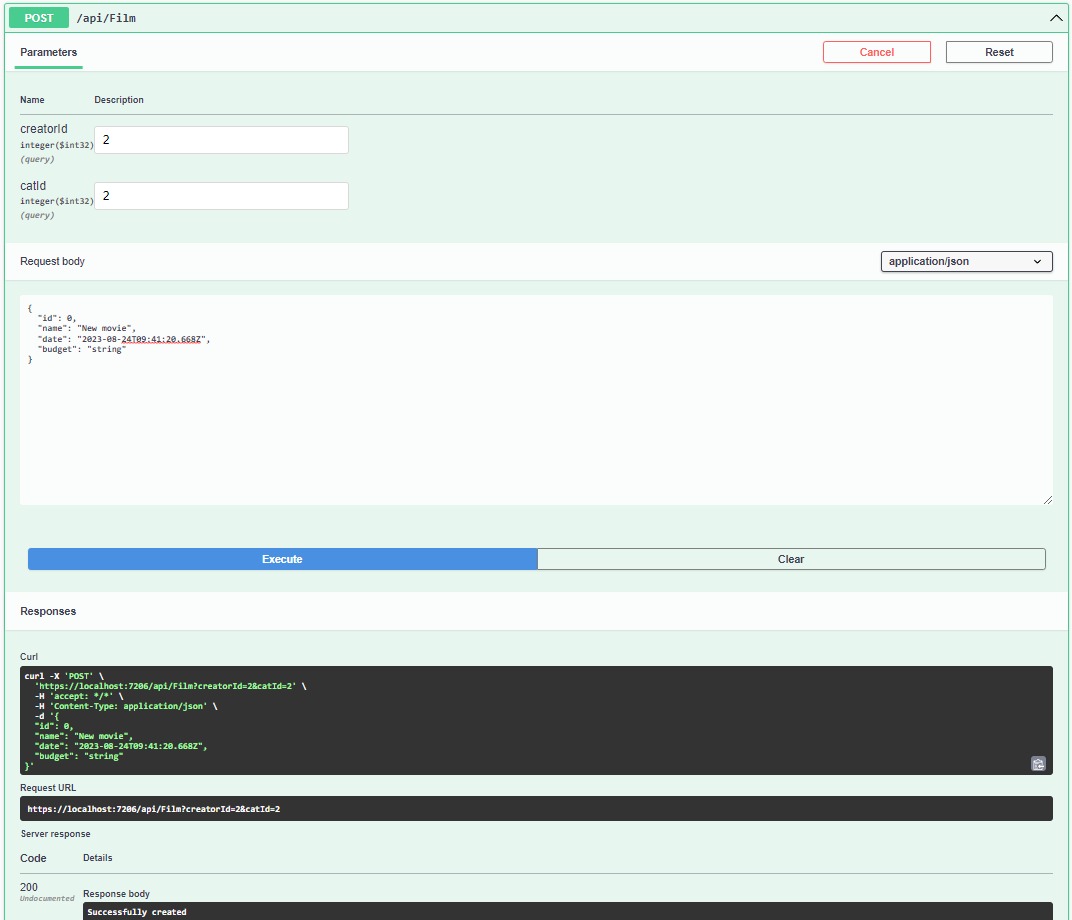 POST /api/Film
Parameters
Cancel
Reset
Name Description
creatorId
integer($int32)
(query)
2
catId
integer($int32)
(query)
2
Request body
application/json
{
  "id": 0,
  "name": "New movie",
  "date": "2023-08-24T09:41:20.668Z",
  "budget": "string"
}
Execute
Clear
Responses
Curl
curl -X 'POST' \
  'https://localhost:7206/api/Film?creatorId=2&catId=2' \
  -H 'accept: */*' \
  -H 'Content-Type: application/json' \
  -d '{
  "id": 0,
  "name": "New movie",
  "date": "2023-08-24T09:41:20.668Z",
  "budget": "string"
}'
Request URL
https://localhost:7206/api/Film?creatorId=2&catId=2
Server response
Code Details
200
Undocumented
Response body
Successfully created